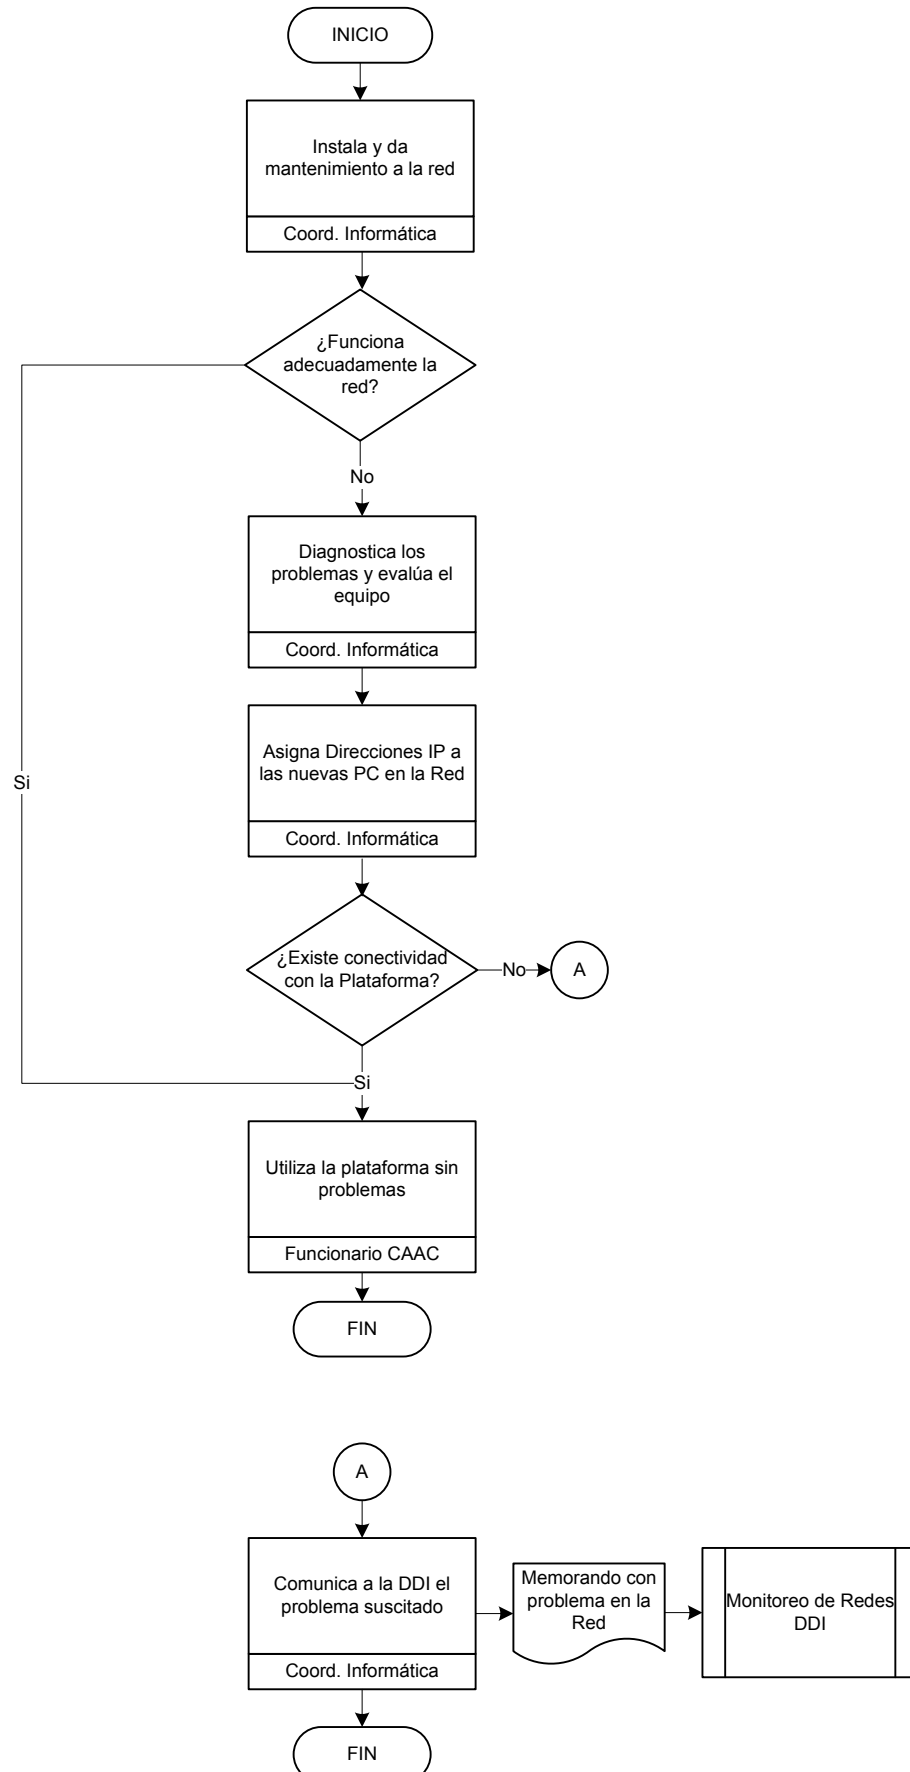 INICIO
Instala y da
mantenimiento a la red
Coord. Informática
¿Funciona
adecuadamente la
red?
No
Diagnostica los
problemas y evalúa el
equipo
Coord. Informática
Asigna Direcciones IP a
las nuevas PC en la Red
Si
Coord. Informática
¿Existe conectividad
con la Plataforma?
No
A
Si
Utiliza la plataforma sin
problemas
Funcionario CAAC
FIN
A
Comunica a la DDI el
problema suscitado
Coord. Informática
Memorando con
problema en la
Red
Monitoreo de Redes
DDI
FIN